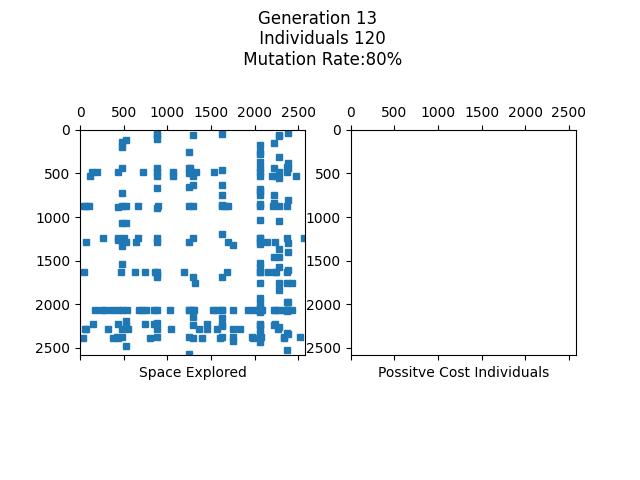 Generation 13
Individuals 120
Mutation Rate:80%
0 500 1000 1500 2000 2500
0 500 1000 1500 2000 2500
0
500
1000
1500
2000
2500
0
500
1000
1500
2000
2500
Space Explored
Possitve Cost Individuals